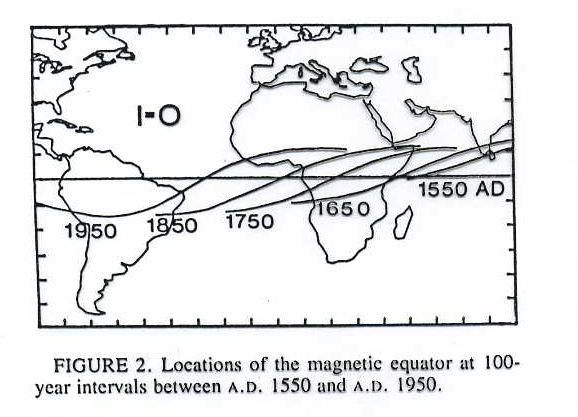 I=O
1550 AD
1650
1950
1850
1750
FIGURE 2. Locations of the magnetic equator at 100-
year intervals between A.D. 1550 and A.D. 1950.